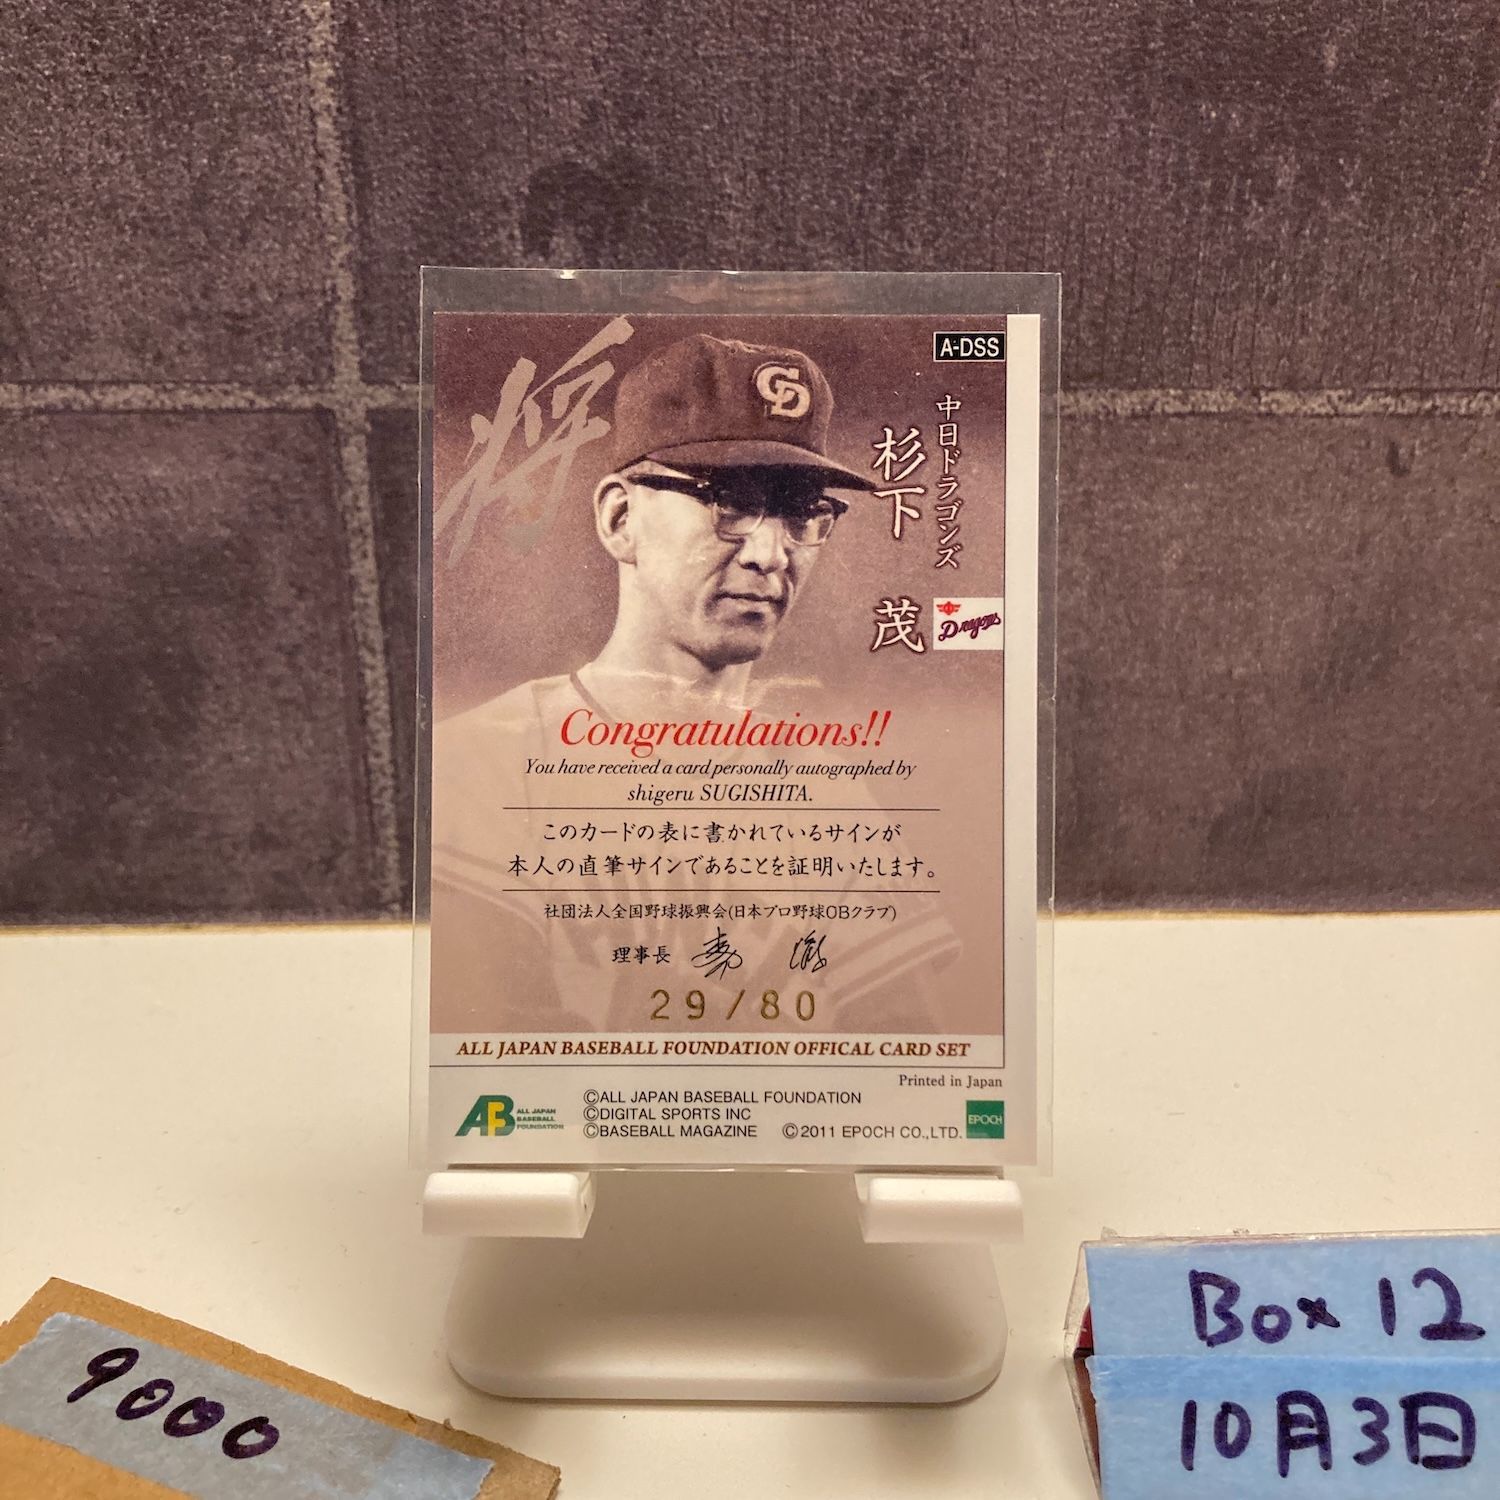 将
A-DSS
中日ドラゴンズ
杉下 茂
Dragons
Congratulations!!
You have received a card personally autographed by
shigeru SUGISHITA.
このカードの表に書かれているサインが
本人の直筆サインであることを証明いたします。
社団法人全国野球振興会(日本プロ野球OBクラブ)
理事長
29/80
ALL JAPAN BASEBALL FOUNDATION OFFICAL CARD SET
Printed in Japan
AB ALL JAPAN
BASEBALL
FOUNDATION
©ALL JAPAN BASEBALL FOUNDATION
©DIGITAL SPORTS INC
©BASEBALL MAGAZINE ©2011 EPOCH CO.,LTD.
EPOCH
9000
Box 12
10月3日